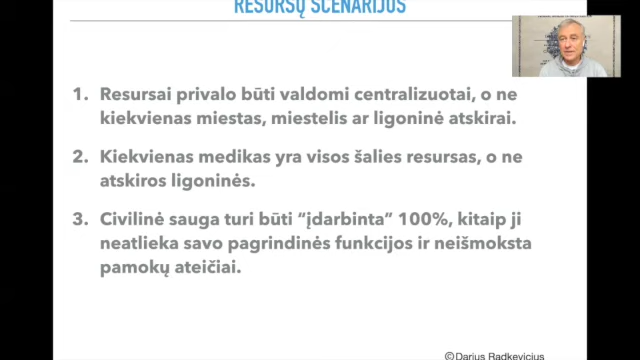 RESURSŲ SCENARIJUS
1. Resursai privalo būti valdomi centralizuotai, o ne
kiekvienas miestas, miestelis ar ligoninė atskirai.
2. Kiekvienas medikas yra visos šalies resursas, o ne
atskiros ligoninės.
3. Civilinė sauga turi būti “įdarbinta” 100%, kitaip ji
neatlieka savo pagrindinės funkcijos ir neišmoksta
pamokų ateičiai.
©Darius Radkevicius